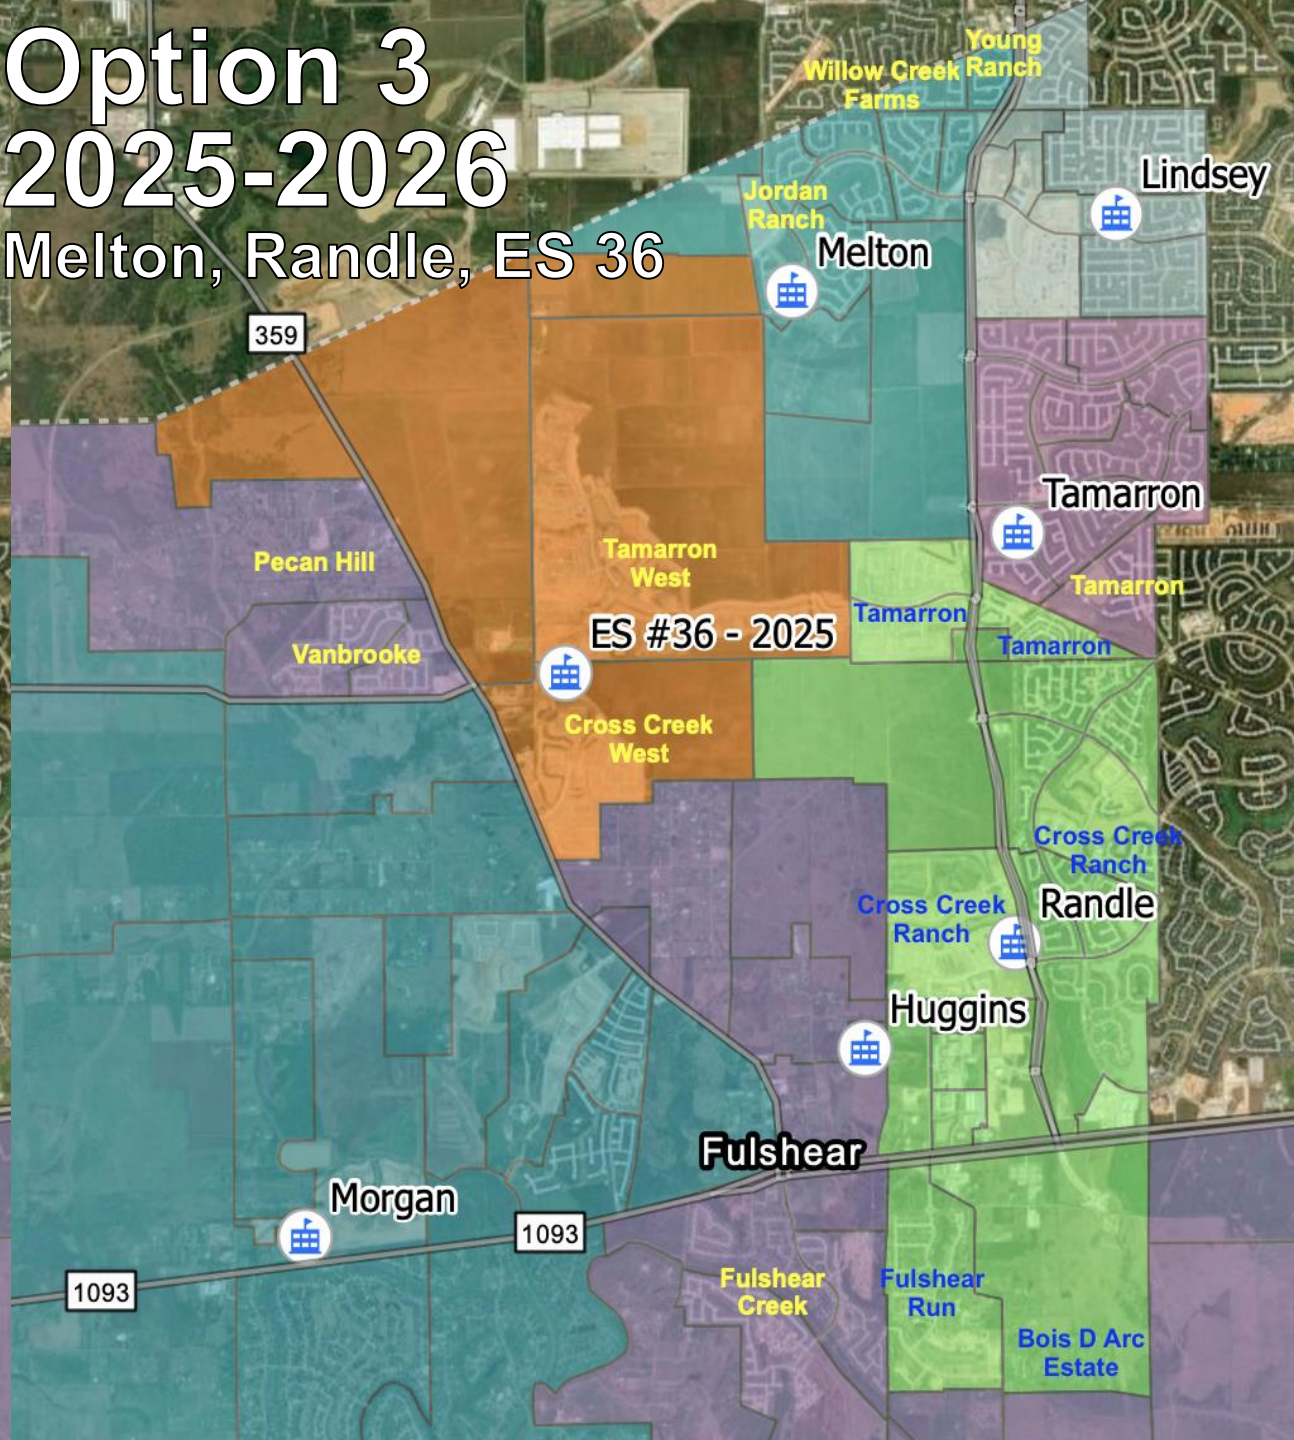 Option 3
2025-2026
Melton, Randle, ES 36
Young
Ranch
Willow Creek
Farms
Lindsey
Jordan
Ranch
Melton
359
Tamarron
Tamarron
West
Pecan Hill
Tamarron
Tamarron
ES #36 - 2025
Tamarron
Vanbrooke
Cross Creek
West
Cross Creek
Ranch
Cross Creek
Ranch
Randle
Huggins
Fulshear
Morgan
1093
1093
Fulshear
Creek
Fulshear
Run
Bois D Arc
Estate